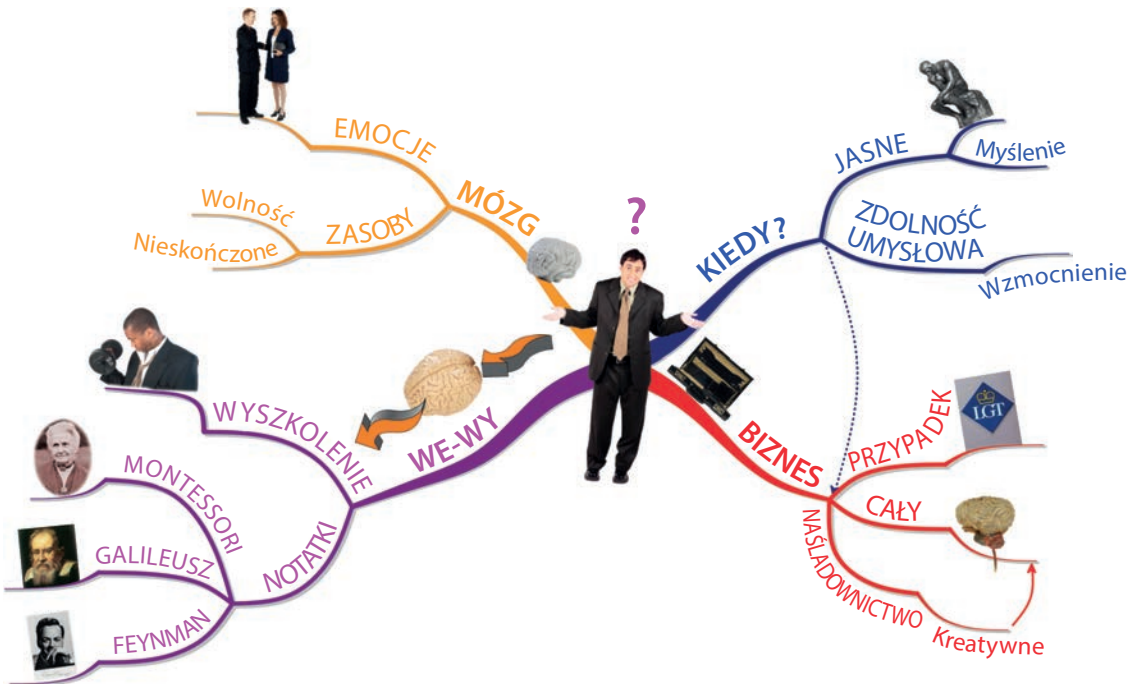 ?
MÓZG
EMOCJE
ZASOBY
Wolność
Nieskończone
KIEDY?
JASNE
Myślenie
ZDOLNOŚĆ
UMYSŁOWA
Wzmocnienie
BIZNES
PRZYPADEK
LGT
CAŁY
NAŚLADOWNICTWO
Kreatywne
WE-WY
WYSZKOLENIE
NOTATKI
MONTESSORI
GALILEUSZ
FEYNMAN